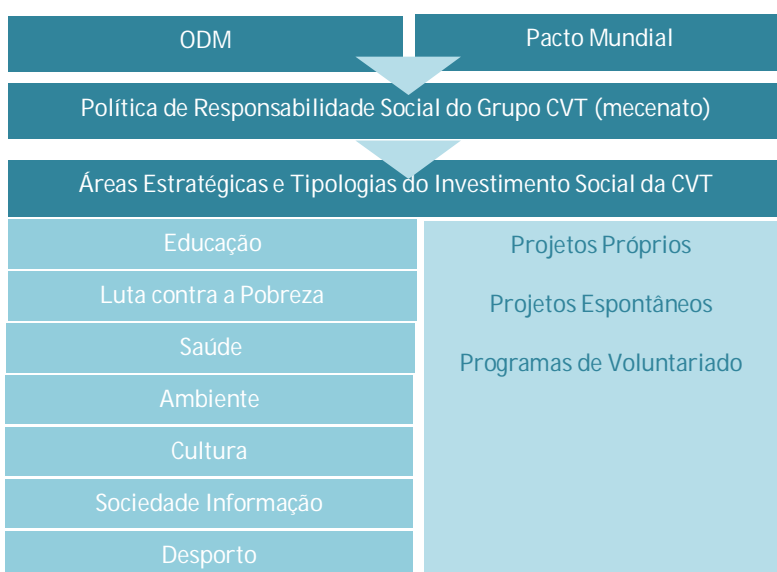 ODM
Pacto Mundial
Política de Responsabilidade Social do Grupo CVT (mecenato)
Áreas Estratégicas e Tipologias do Investimento Social da CVT
Educação
Luta contra a Pobreza
Saúde
Ambiente
Cultura
Sociedade Informação
Desporto
Projetos Próprios
Projetos Espontâneos
Programas de Voluntariado